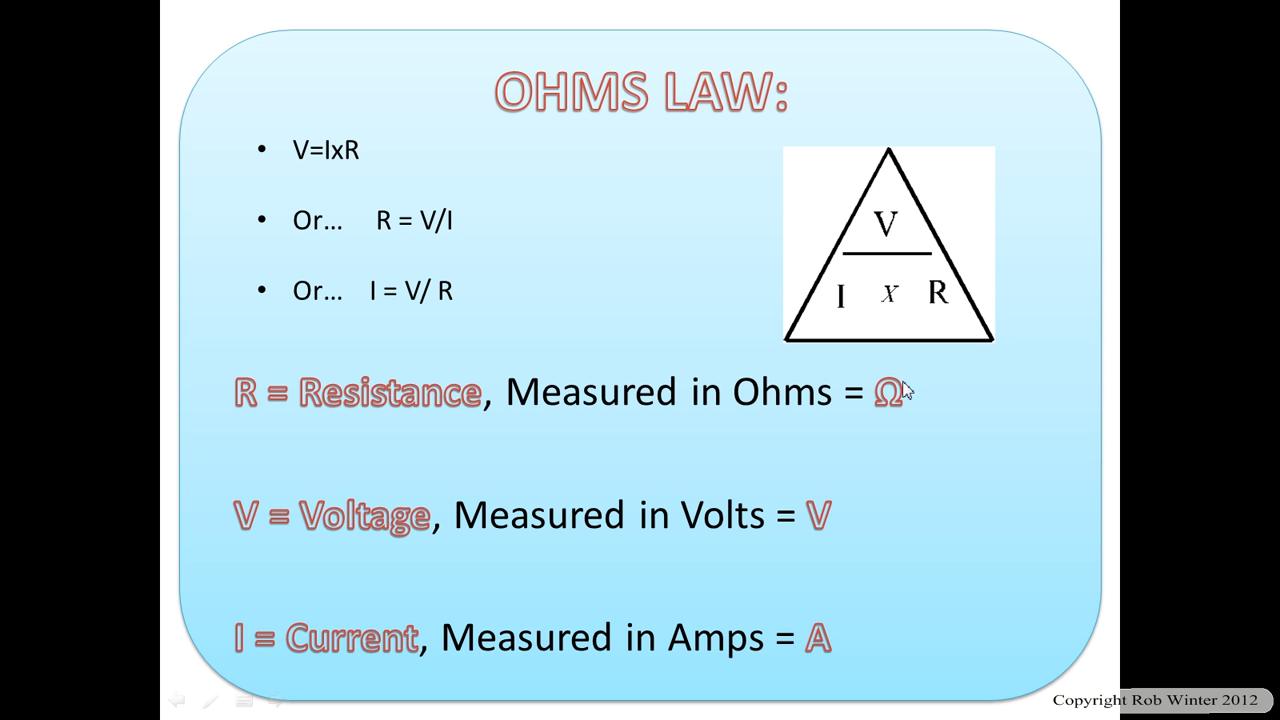 OHMS LAW:
• V=IxR
• Or… R = V/I
• Or… I = V/ R
V
I x R
R = Resistance, Measured in Ohms = Ω
V = Voltage, Measured in Volts = V
I = Current, Measured in Amps = A
Copyright Rob Winter 2012